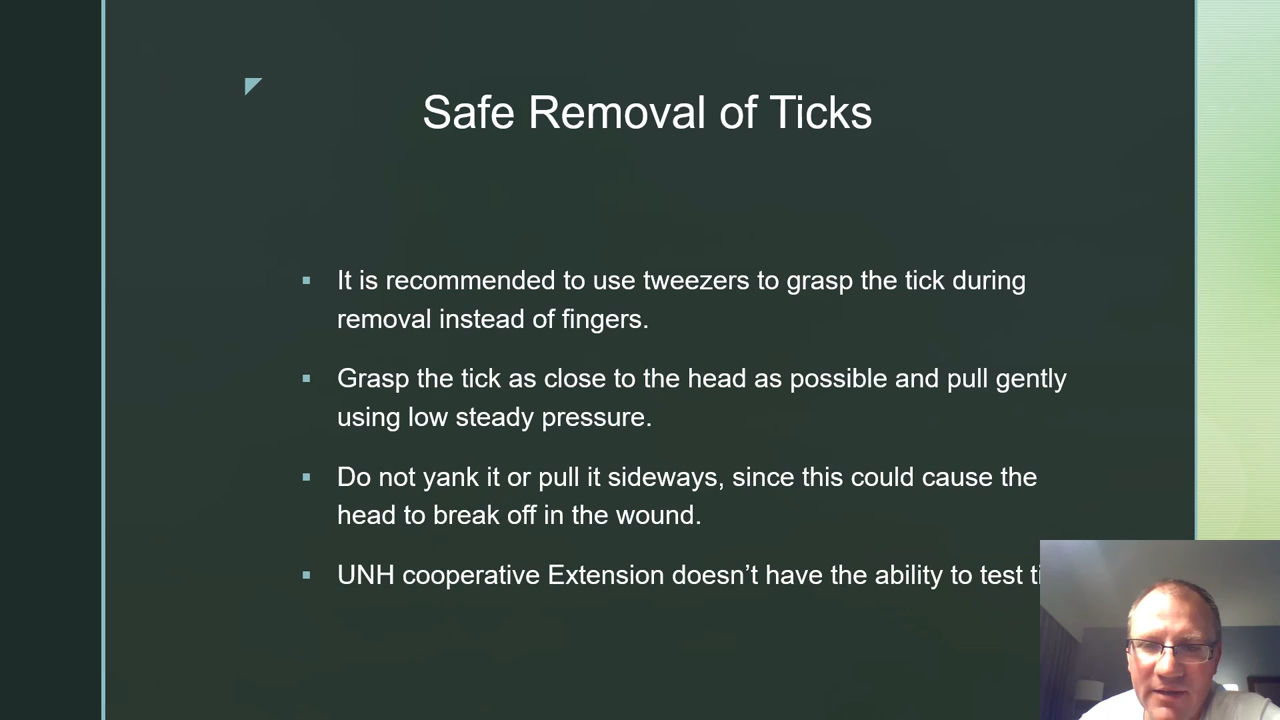 Safe Removal of Ticks
It is recommended to use tweezers to grasp the tick during
removal instead of fingers.
Grasp the tick as close to the head as possible and pull gently
using low steady pressure.
Do not yank it or pull it sideways, since this could cause the
head to break off in the wound.
UNH cooperative Extension doesn’t have the ability to test